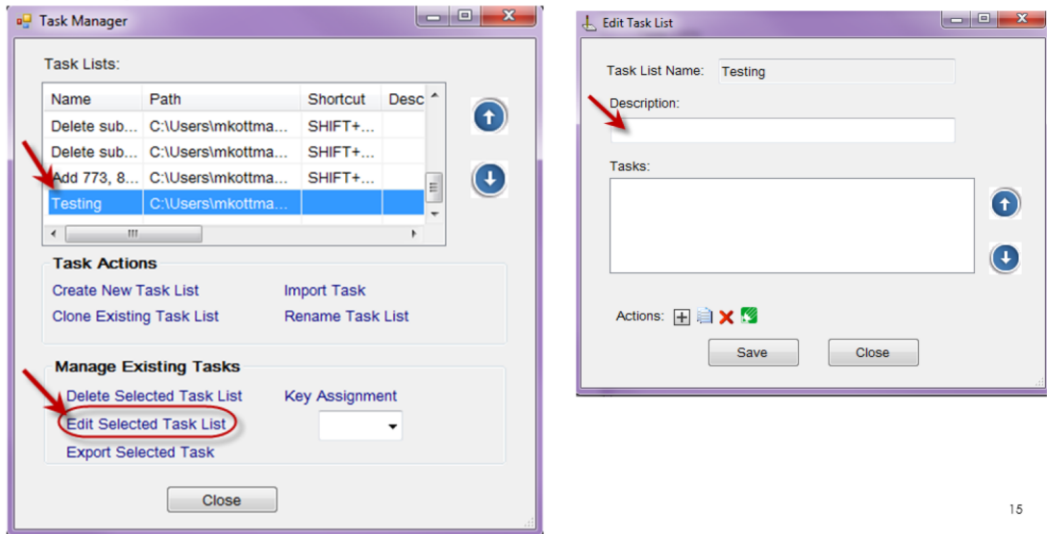 Task Manager
Task Lists:
Name Path Shortcut Desc
Delete sub... C:\Users\mkottma... SHIFT+...
Delete sub... C:\Users\mkottma... SHIFT+...
Add 773, 8... C:\Users\mkottma... SHIFT+...
Testing C:\Users\mkottma...
Task Actions
Create New Task List Import Task
Clone Existing Task List Rename Task List
Manage Existing Tasks
Delete Selected Task List Key Assignment
Edit Selected Task List
Export Selected Task
Close
Edit Task List
Task List Name: Testing
Description:
Tasks:
Actions:
Save Close
15